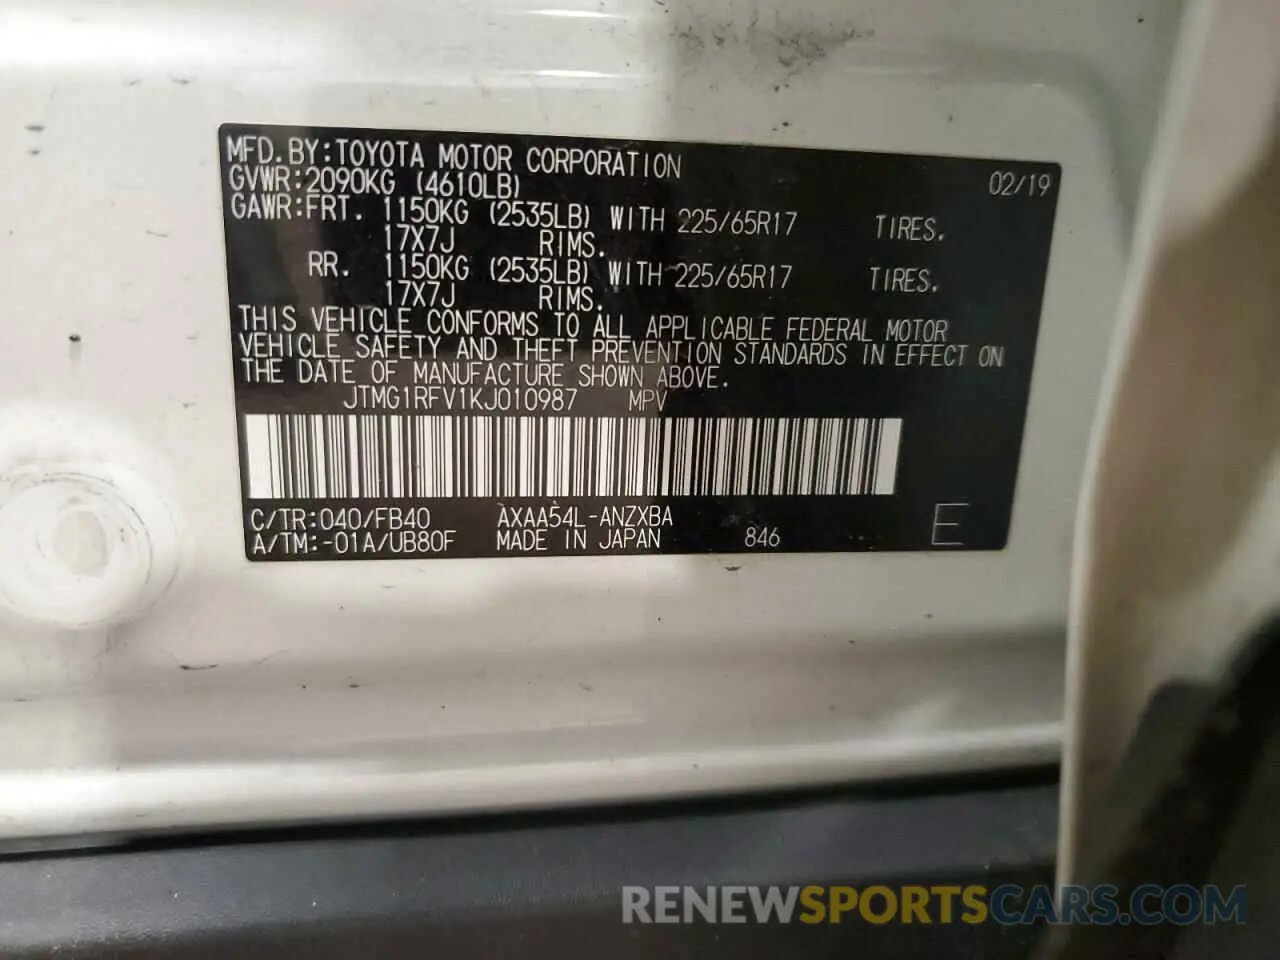 MFD.BY:TOYOTA MOTOR CORPORATION 02/19
GVWR:2090KG (4610LB)
GAWR:FRT. 1150KG (2535LB) WITH 225/65R17 TIRES.
17X7J RIMS.
RR. 1150KG (2535LB) WITH 225/65R17 TIRES.
17X7J RIMS.
THIS VEHICLE CONFORMS TO ALL APPLICABLE FEDERAL MOTOR
VEHICLE SAFETY AND THEFT PREVENTION STANDARDS IN EFFECT ON
THE DATE OF MANUFACTURE SHOWN ABOVE.
JTMG1RFV1KJ010987 MPV
C/TR:040/FB40 AXAA54L-ANZXBA
A/TM:-01A/UB80F MADE IN JAPAN 846 E
RENEWSPORTSCARS.COM